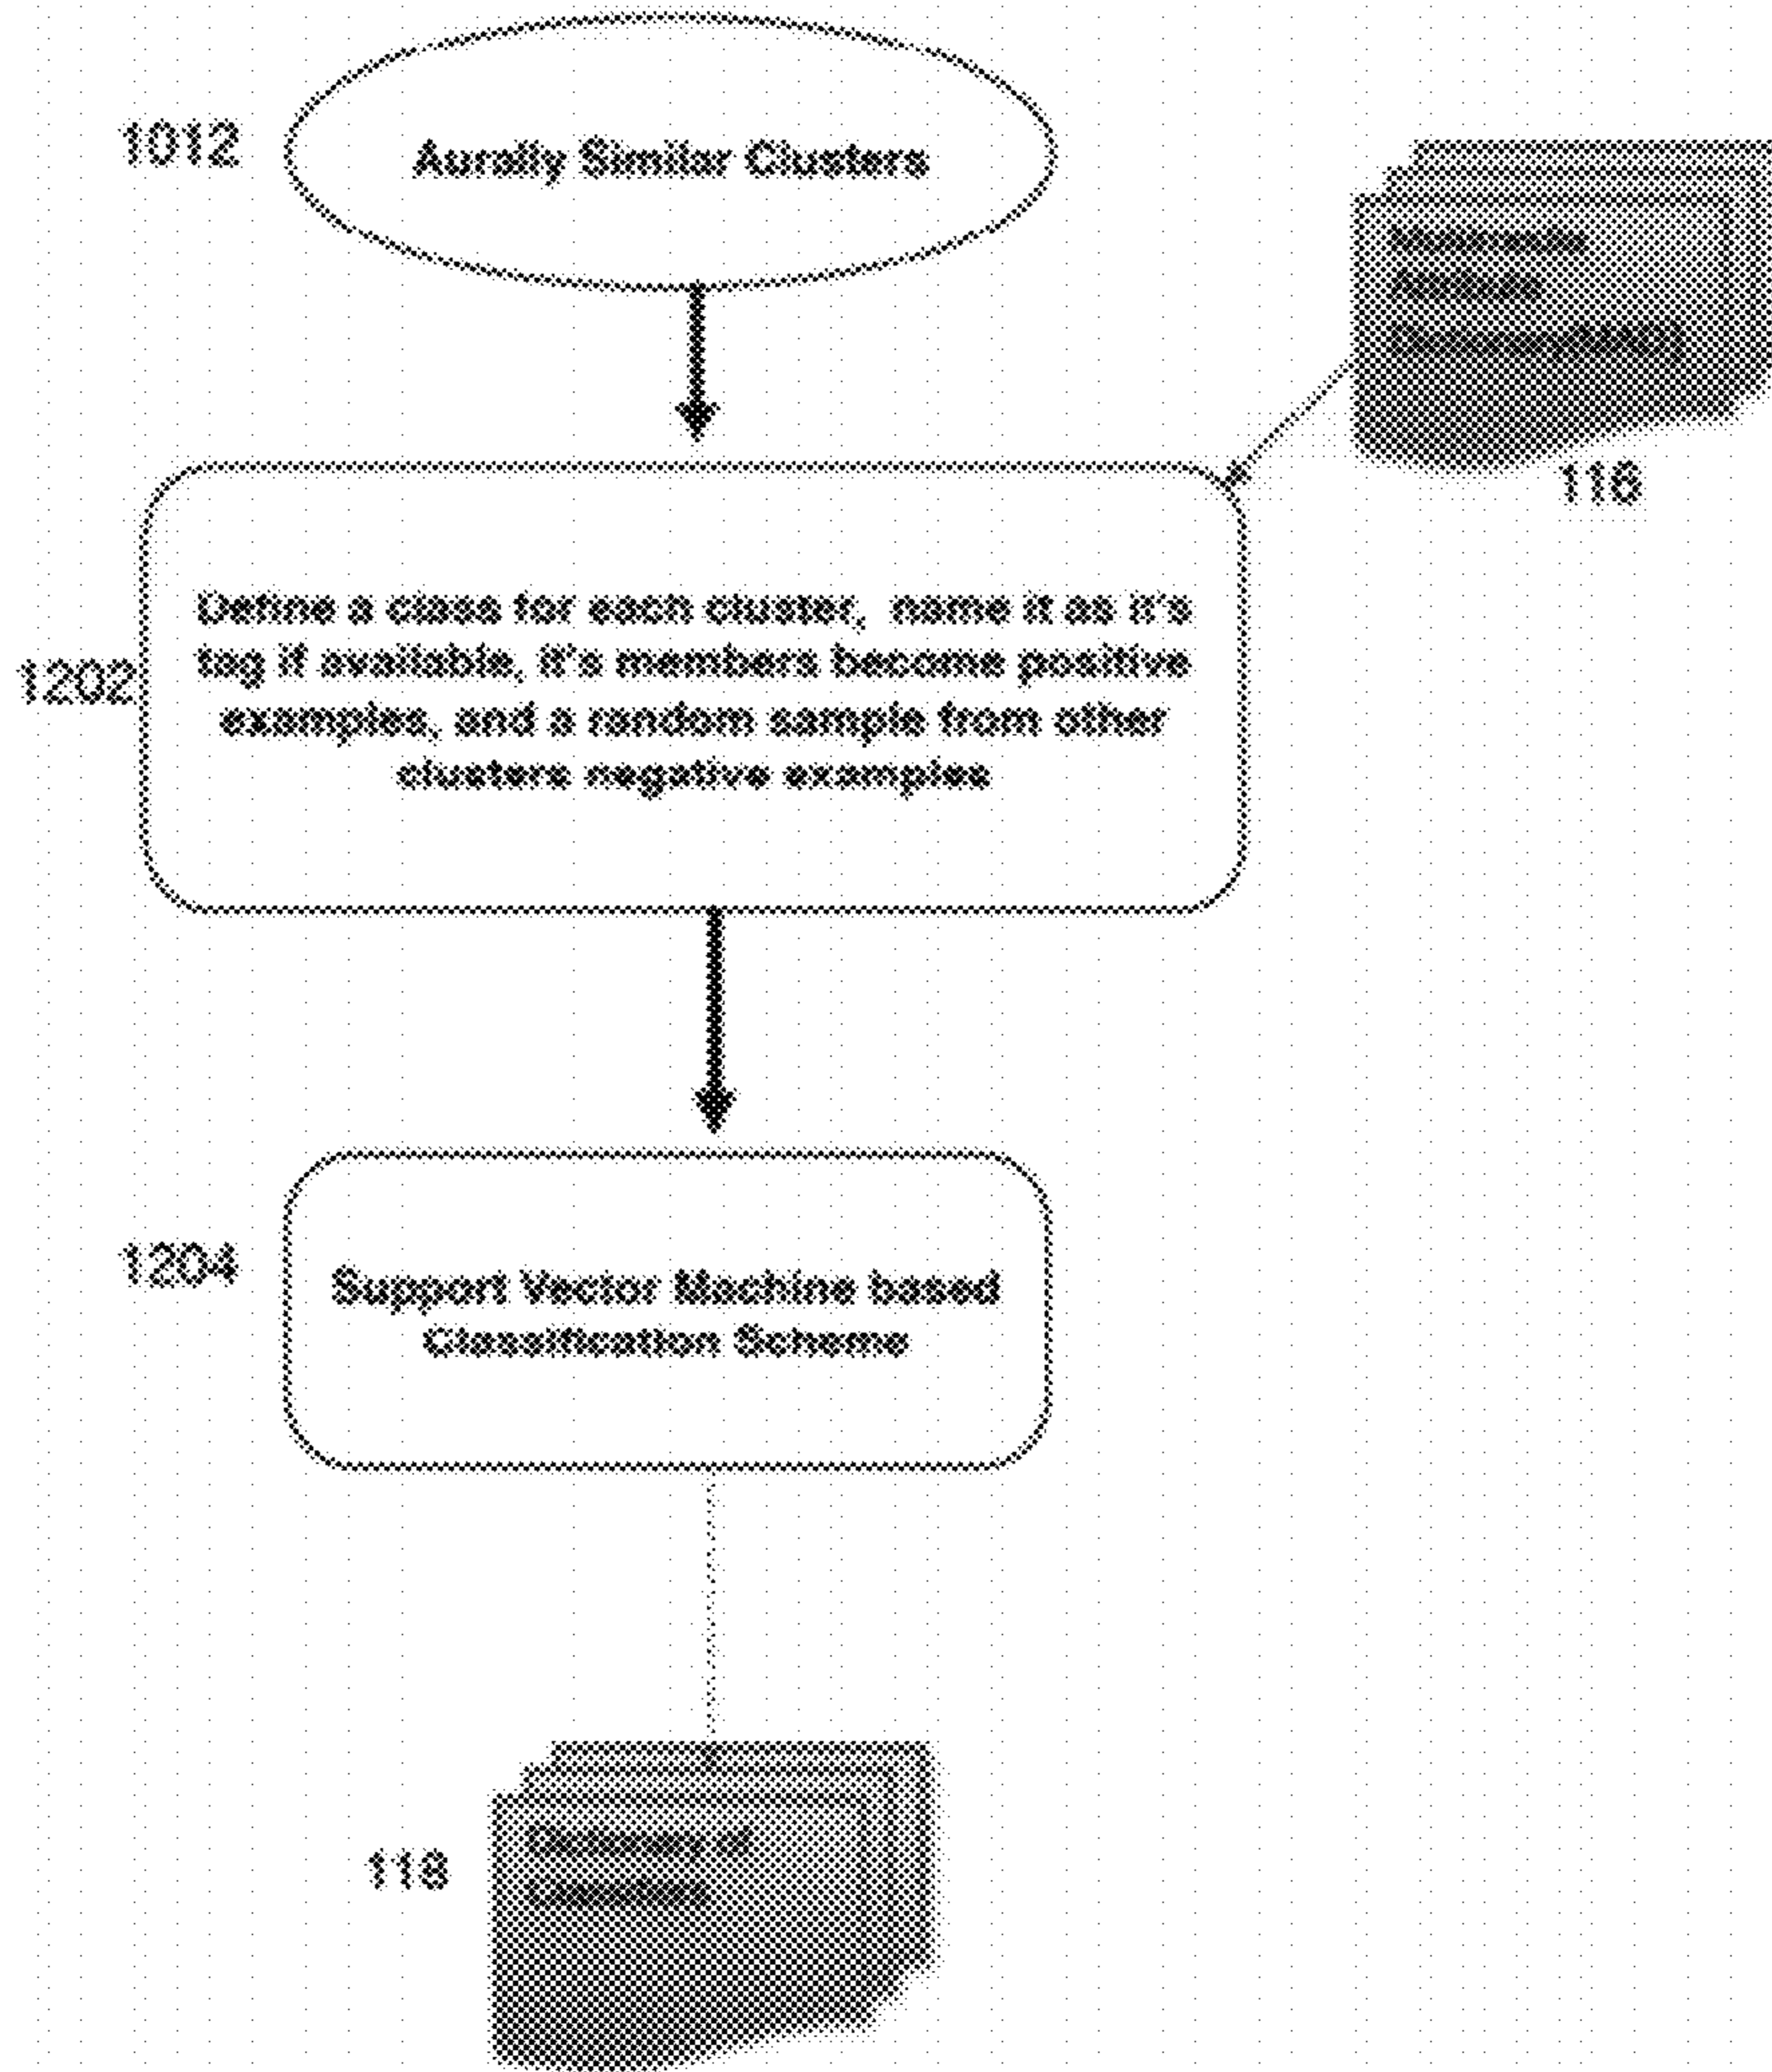 1012
Aurally Similar Clusters
116
Define a class for each cluster, name it as it's
tag if available, it's members become positive
examples, and a random sample from other
clusters negative examples
1202
1204
Support Vector Machine based
Classification Scheme
118
Dictionary of